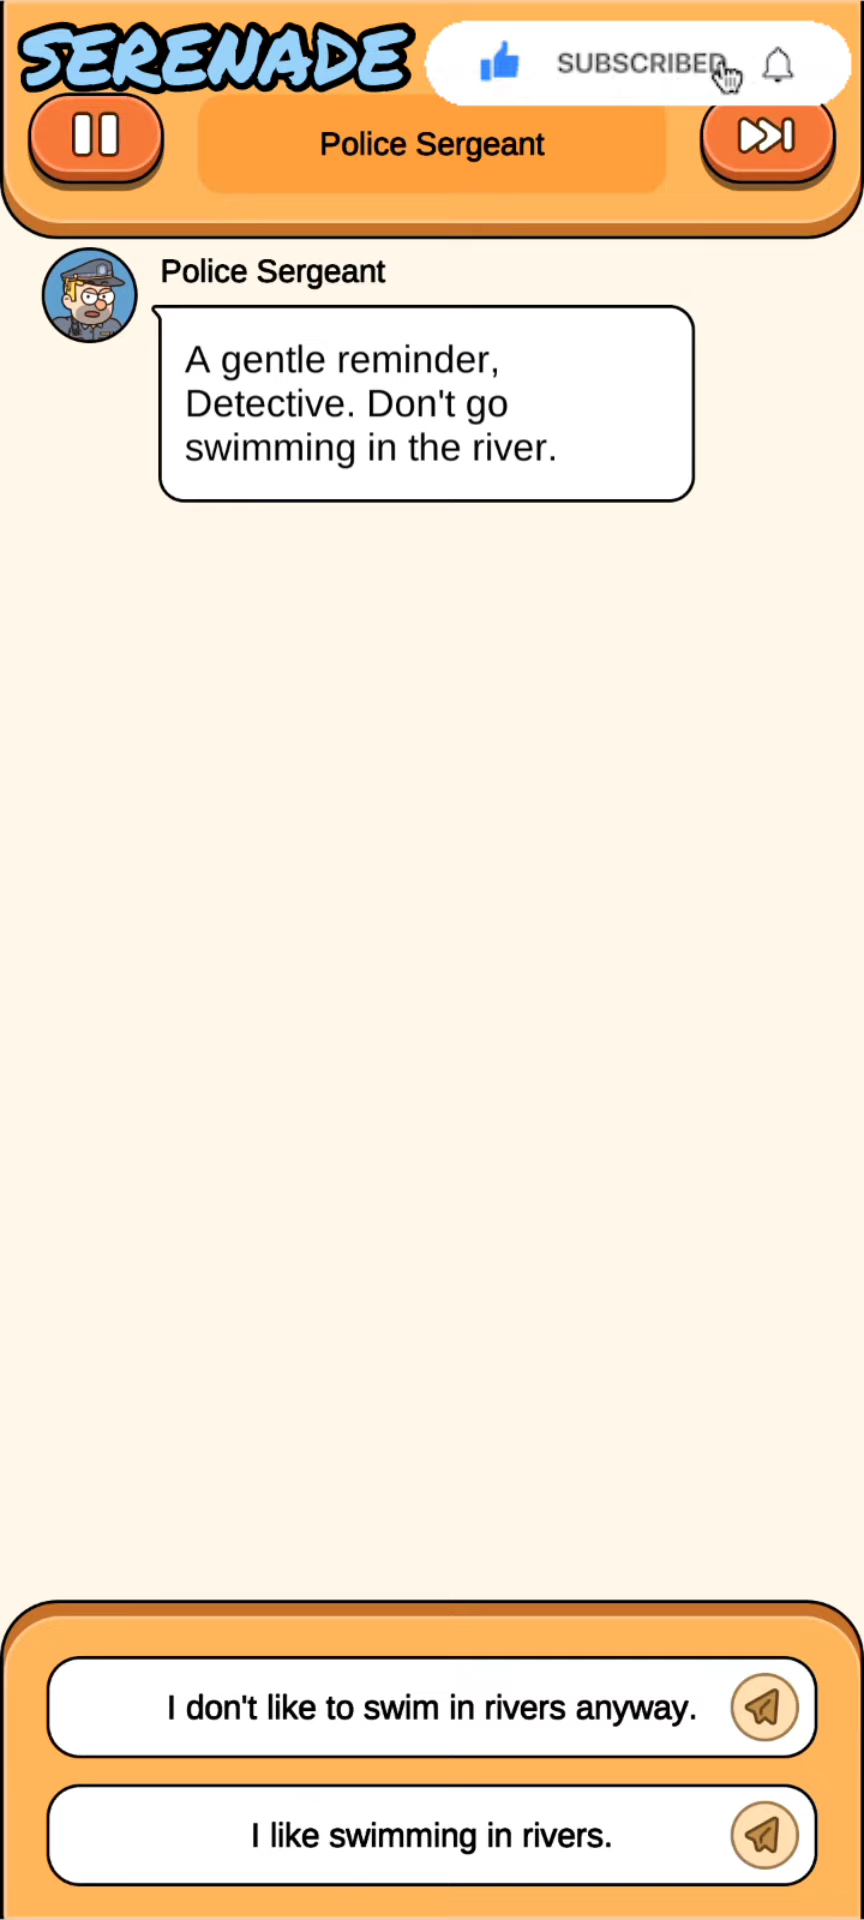 SERENADE
SUBSCRIBED
Police Sergeant
Police Sergeant
A gentle reminder,
Detective. Don't go
swimming in the river.
I don't like to swim in rivers anyway.
I like swimming in rivers.